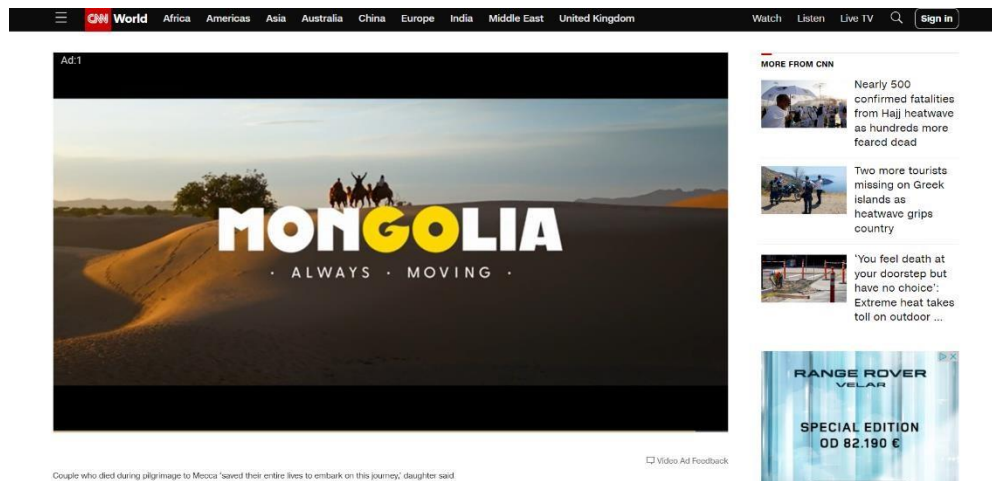 CNN World Africa Americas Asia Australia China Europe India Middle East United Kingdom Watch Listen Live TV Sign in
Ad:1
MONGOLIA
· ALWAYS · MOVING ·
Video Ad Feedback
Couple who died during pilgrimage to Mecca 'saved their entire lives to embark on this journey,' daughter said
MORE FROM CNN
Nearly 500
confirmed fatalities
from Hajj heatwave
as hundreds more
feared dead
Two more tourists
missing on Greek
islands as
heatwave grips
country
'You feel death at
your doorstep but
have no choice':
Extreme heat takes
toll on outdoor ...
RANGE ROVER
VELAR
SPECIAL EDITION
OD 82.190 €